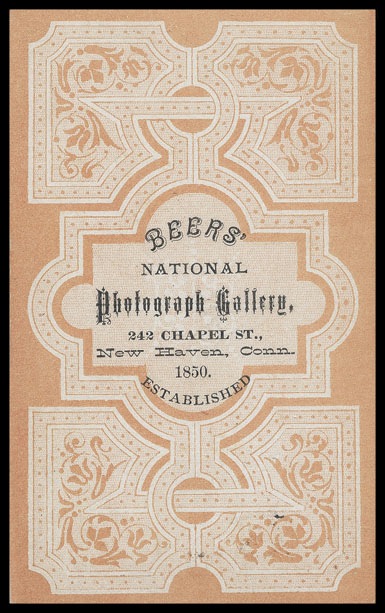 BEERS'
NATIONAL
Photograph Gallery,
242 CHAPEL ST.,
New Haven, Conn.
1850.
ESTABLISHED